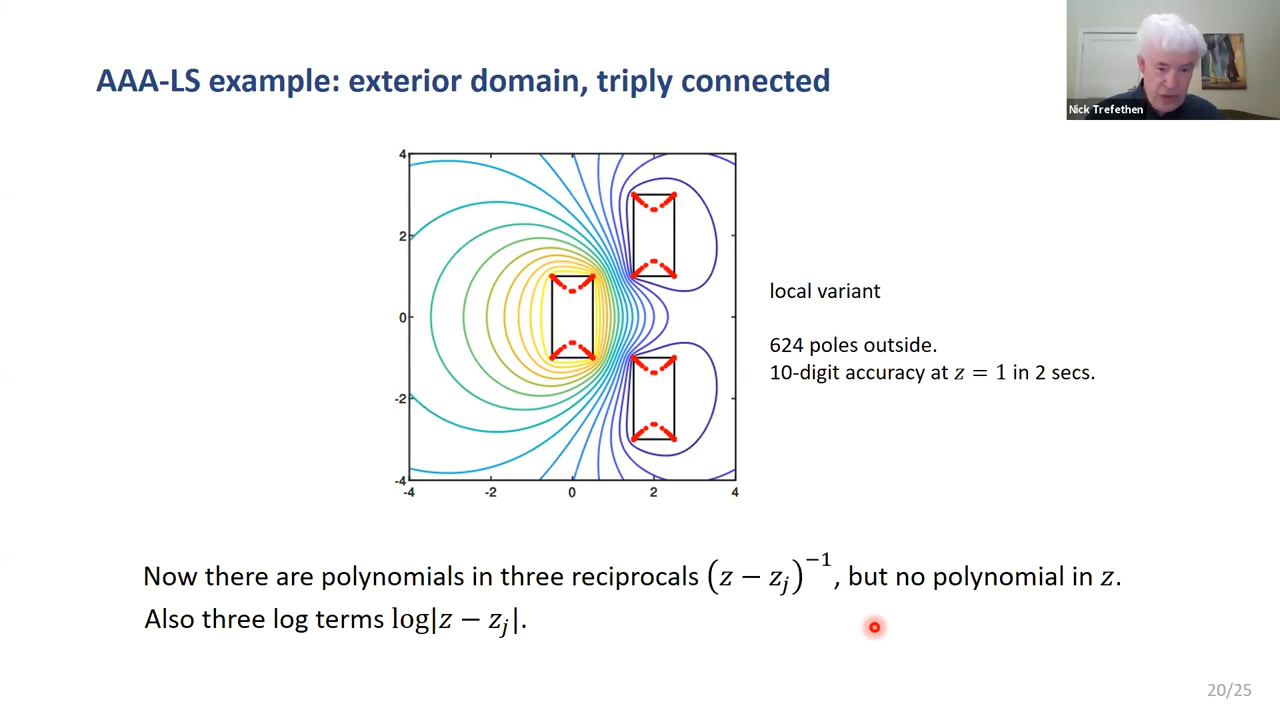 AAA-LS example: exterior domain, triply connected
Nick Trefethen
4
2
0
-2
-4
-4
-2
0
2
4
local variant
624 poles outside.
10-digit accuracy at z = 1 in 2 secs.
Now there are polynomials in three reciprocals (z − z_j)^{−1}, but no polynomial in z.
Also three log terms log|z − z_j|.
20/25